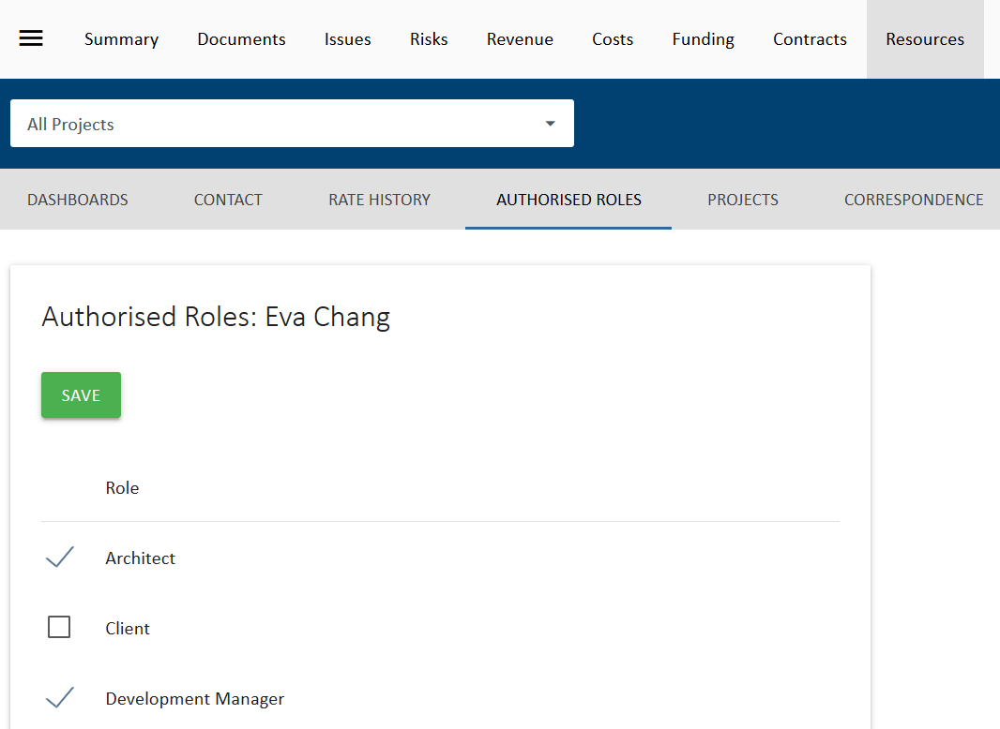 Summary Documents Issues Risks Revenue Costs Funding Contracts Resources
All Projects
DASHBOARDS CONTACT RATE HISTORY AUTHORISED ROLES PROJECTS CORRESPONDENCE
Authorised Roles: Eva Chang
SAVE
Role
Architect
Client
Development Manager